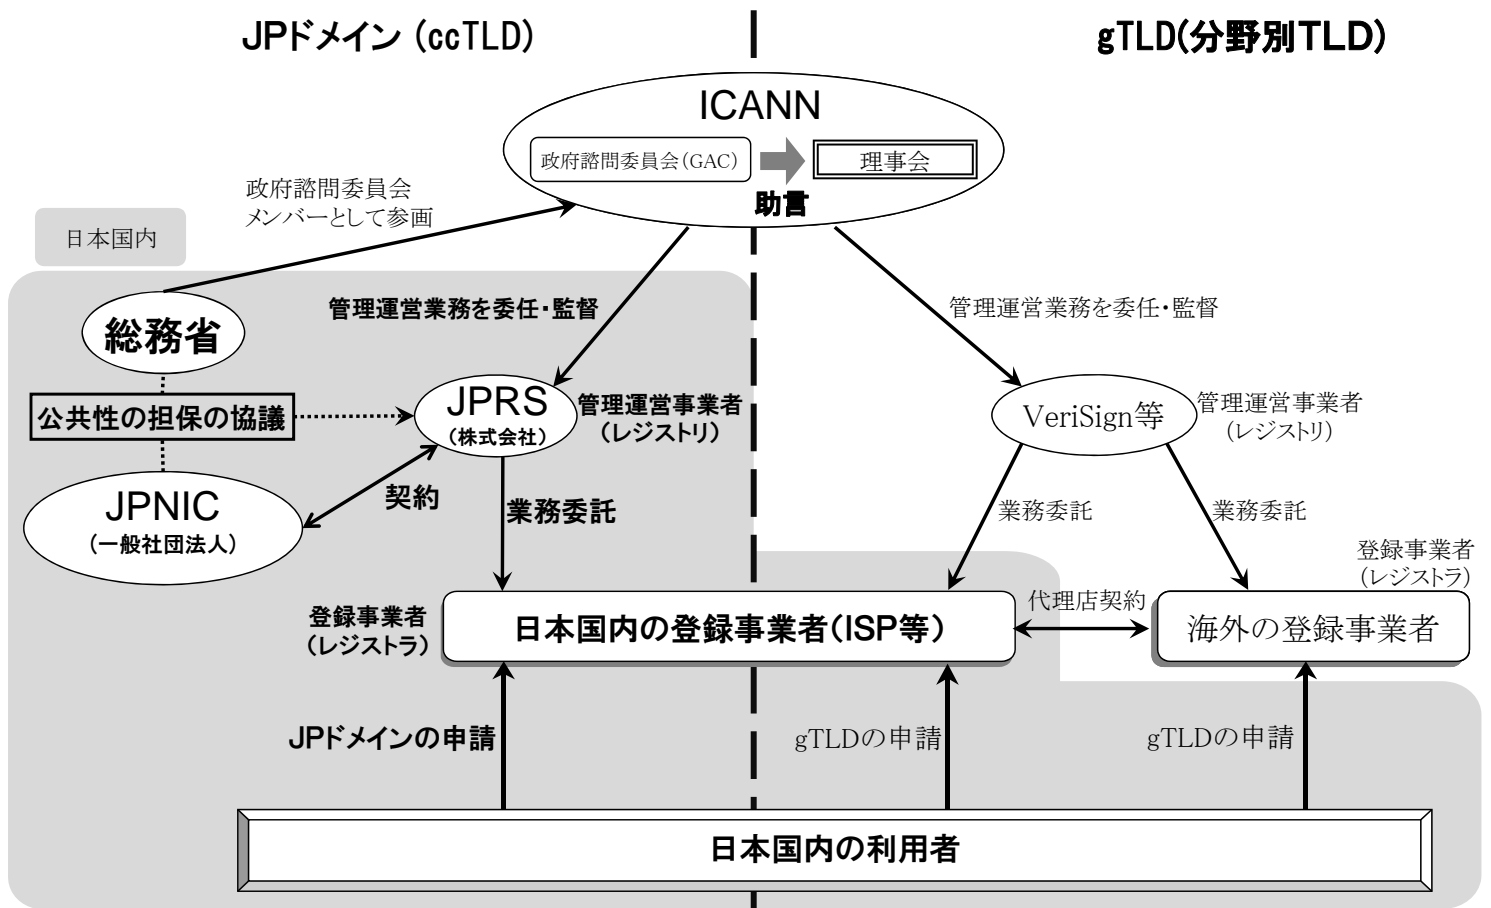 JPドメイン (ccTLD)
gTLD(分野別TLD)
ICANN
政府諮問委員会(GAC)
理事会
助言
政府諮問委員会
メンバーとして参画
日本国内
総務省
管理運営業務を委任・監督
管理運営業務を委任・監督
公共性の担保の協議
JPRS
(株式会社)
管理運営事業者
(レジストリ)
VeriSign等
管理運営事業者
(レジストリ)
JPNIC
(一般社団法人)
契約
業務委託
業務委託
業務委託
登録事業者
(レジストラ)
登録事業者
(レジストラ)
日本国内の登録事業者(ISP等)
代理店契約
海外の登録事業者
JPドメインの申請
gTLDの申請
gTLDの申請
日本国内の利用者